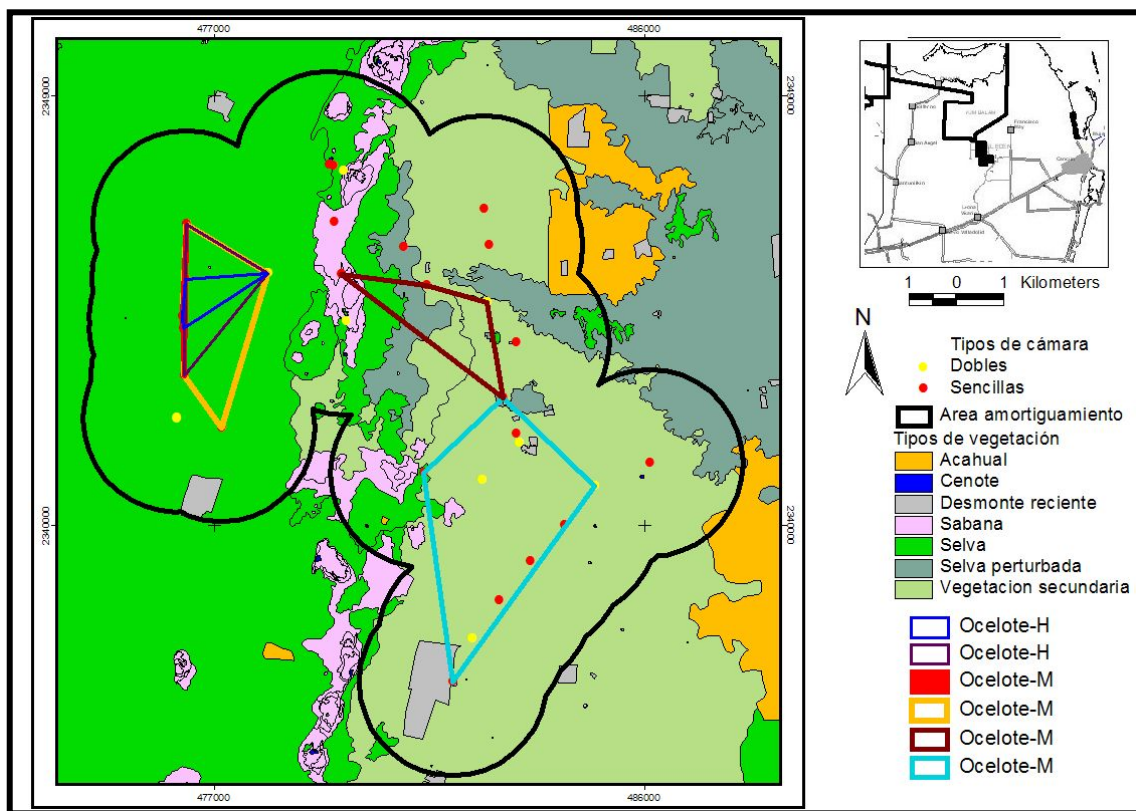 477000
486000
2349000
2349000
2340000
2340000
477000
486000
1 0 1 Kilometers
N
Tipos de cámara
Dobles
Sencillas
Area amortiguamiento
Tipos de vegetación
Acahual
Cenote
Desmonte reciente
Sabana
Selva
Selva perturbada
Vegetacion secundaria
Ocelote-H
Ocelote-H
Ocelote-M
Ocelote-M
Ocelote-M
Ocelote-M